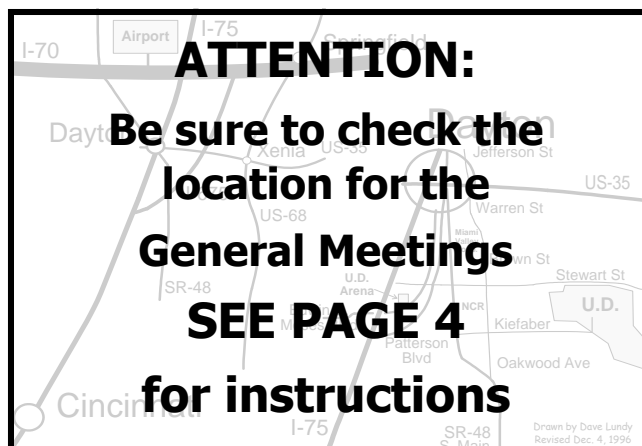 I-70
Airport
I-75
Springfield
ATTENTION:
Dayton
Dayton
Be sure to check the
Xenia
US-35
Jefferson St
location for the
US-35
US-68
Warren St
General Meetings
Stewart St
U.D.
Arena
SR-48
SEE PAGE 4
NCR
U.D.
Kiefaber
Patterson
Blvd
Oakwood Ave
for instructions
Cincinnati
I-75
SR-48
S. Main
Drawn by Dave Lundy
Revised Dec. 4, 1996